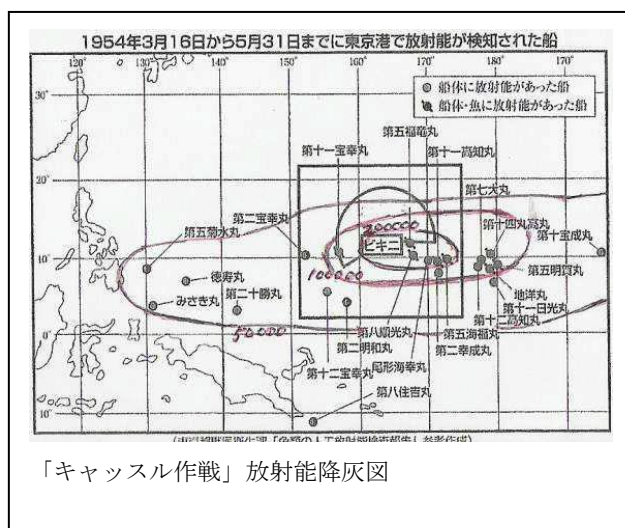 1954年3月16日から5月31日までに東京港で放射能が検知された船
120° 130° 140° 150° 160° 170° 180° 170°
30°
20°
10°
0°
10°
船体に放射能があった船
船体・魚に放射能があった船
第五福竜丸
第十一宝幸丸
第十一高知丸
第七大丸
第二宝幸丸
第十四丸高丸
第五菊水丸
第十宝成丸
200000
ビキニ
徳寿丸
100000
第五明賀丸
みさき丸
第二十勝丸
地洋丸
50000
第八順光丸
第五海福丸
第十一日光丸
第二明和丸
第十二高知丸
尾形海幸丸
第二幸成丸
第十二宝幸丸
第八住吉丸
「キャッスル作戦」放射能降灰図